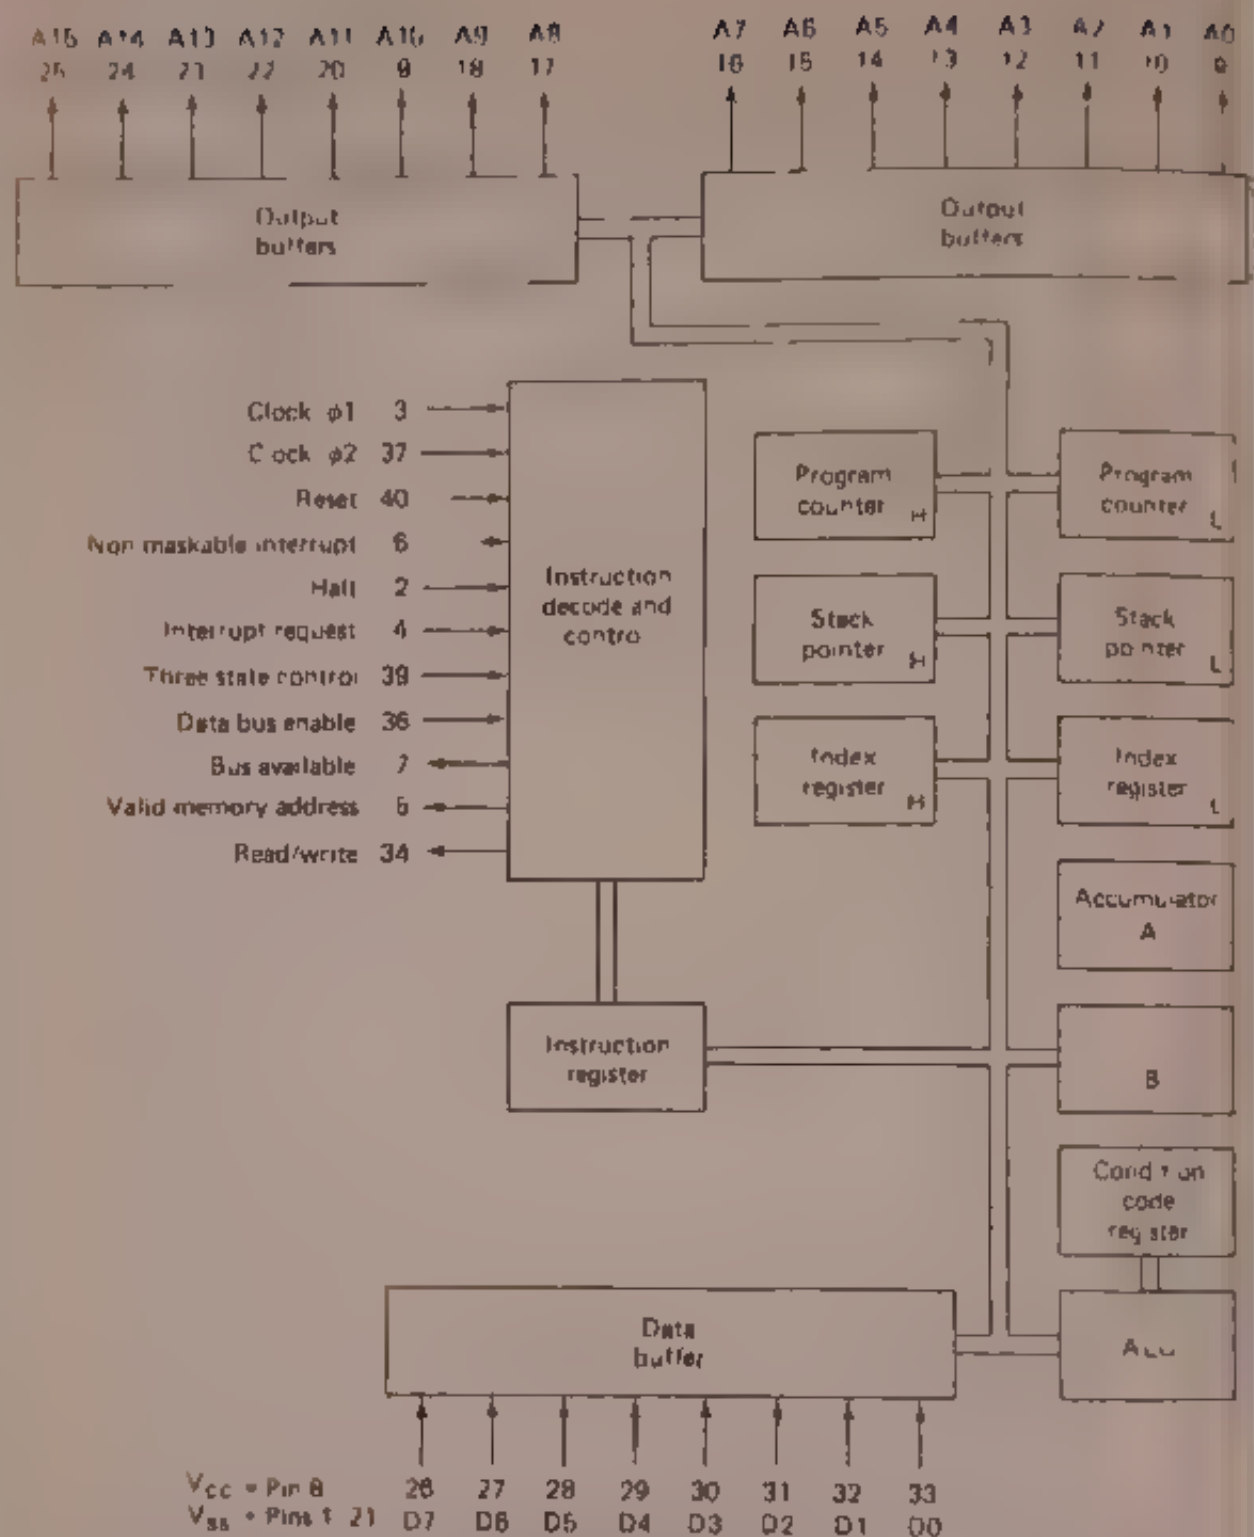 A15 A14 A13 A12 A11 A10 A9 A8 A7 A6 A5 A4 A3 A2 A1 A0
25 24 23 22 20 9 18 17 16 15 14 13 12 11 10 9
Output
buffers
Output
buffers
Clock φ1 3
Clock φ2 37
Reset 40
Non maskable interrupt 6
Halt 2
Interrupt request 4
Three state control 39
Data bus enable 36
Bus available 7
Valid memory address 5
Read/write 34
Instruction
decode and
control
Program
counter H
Program
counter L
Stack
pointer H
Stack
pointer L
Index
register H
Index
register L
Accumulator
A
Instruction
register
B
Condition
code
register
Data
buffer
ALU
VCC = Pin 8 26 27 28 29 30 31 32 33
VSS = Pins 1 21 D7 D6 D5 D4 D3 D2 D1 D0